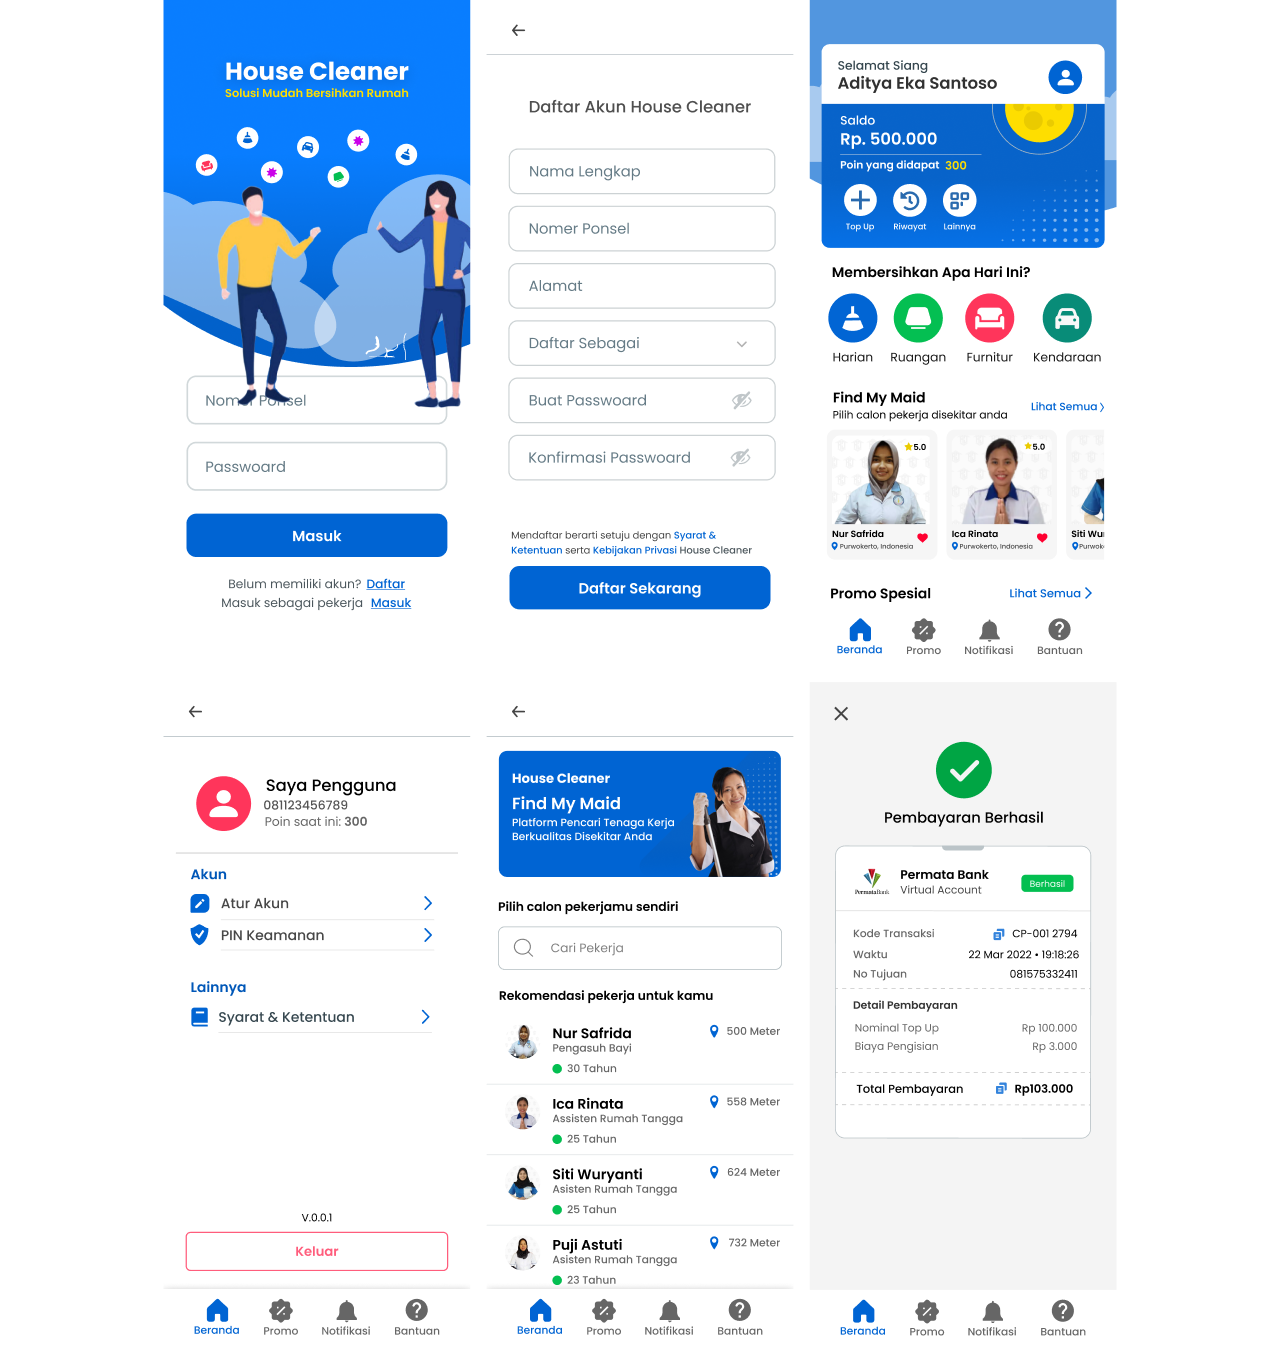 House Cleaner
Solusi Mudah Bersihkan Rumah
Nomer Ponsel
Passwoard
Masuk
Belum memiliki akun? Daftar
Masuk sebagai pekerja Masuk
Daftar Akun House Cleaner
Nama Lengkap
Nomer Ponsel
Alamat
Daftar Sebagai
Buat Passwoard
Konfirmasi Passwoard
Mendaftar berarti setuju dengan Syarat &
Ketentuan serta Kebijakan Privasi House Cleaner
Daftar Sekarang
Selamat Siang
Aditya Eka Santoso
Saldo
Rp. 500.000
Poin yang didapat 300
Top Up Riwayat Lainnya
Membersihkan Apa Hari Ini?
Harian Ruangan Furnitur Kendaraan
Find My Maid
Pilih calon pekerja disekitar anda
Lihat Semua
5.0
5.0
Nur Safrida
Purwokerto, Indonesia
Ica Rinata
Purwokerto, Indonesia
Siti Wur
Purwok
Promo Spesial
Lihat Semua
Beranda Promo Notifikasi Bantuan
Saya Pengguna
081123456789
Poin saat ini: 300
Akun
Atur Akun
PIN Keamanan
Lainnya
Syarat & Ketentuan
V.0.0.1
Keluar
Beranda Promo Notifikasi Bantuan
House Cleaner
Find My Maid
Platform Pencari Tenaga Kerja
Berkualitas Disekitar Anda
Pilih calon pekerjamu sendiri
Cari Pekerja
Rekomendasi pekerja untuk kamu
Nur Safrida
500 Meter
Pengasuh Bayi
30 Tahun
Ica Rinata
558 Meter
Assisten Rumah Tangga
25 Tahun
Siti Wuryanti
624 Meter
Asisten Rumah Tangga
25 Tahun
Puji Astuti
732 Meter
Asisten Rumah Tangga
23 Tahun
Beranda Promo Notifikasi Bantuan
Pembayaran Berhasil
PermataBank
Permata Bank
Virtual Account
Berhasil
Kode Transaksi CP-001 2794
Waktu 22 Mar 2022 • 19:18:26
No Tujuan 081575332411
Detail Pembayaran
Nominal Top Up Rp 100.000
Biaya Pengisian Rp 3.000
Total Pembayaran Rp103.000
Beranda Promo Notifikasi Bantuan